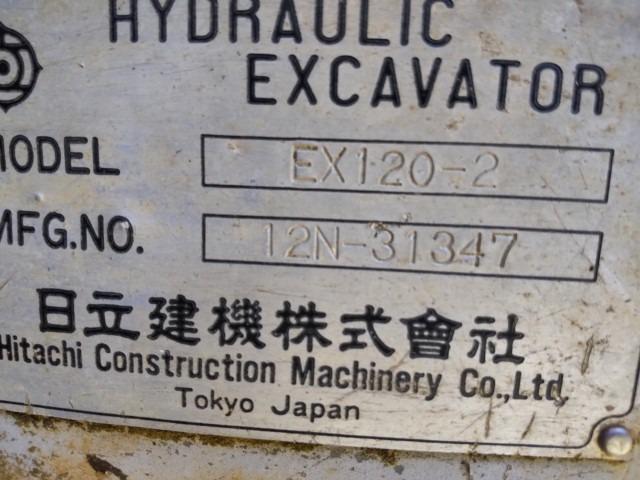 HYDRAULIC
EXCAVATOR
MODEL EX120-2
MFG.NO. 12N-31347
日立建機株式會社
Hitachi Construction Machinery Co.,Ltd.
Tokyo Japan